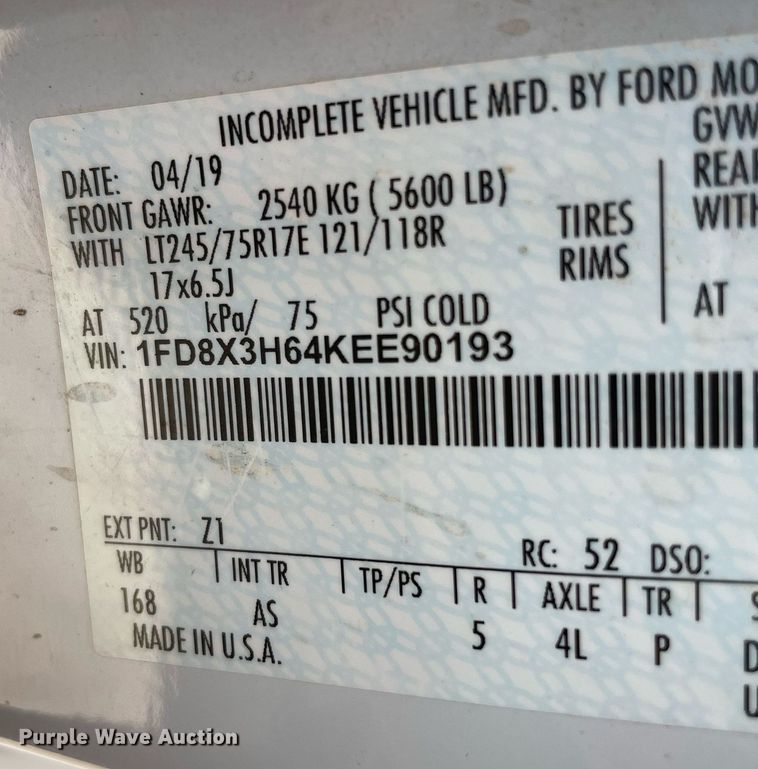 INCOMPLETE VEHICLE MFD. BY FORD MO
DATE: 04/19
GVW
FRONT GAWR: 2540 KG ( 5600 LB)
REAR
WITH LT245/75R17E 121/118R TIRES
WITH
17x6.5J RIMS
AT 520 kPa/ 75 PSI COLD
AT
VIN: 1FD8X3H64KEE90193
EXT PNT: Z1 RC: 52 DSO:
WB INT TR TP/PS R AXLE TR
168 AS 5 4L P
MADE IN U.S.A.
Purple Wave Auction